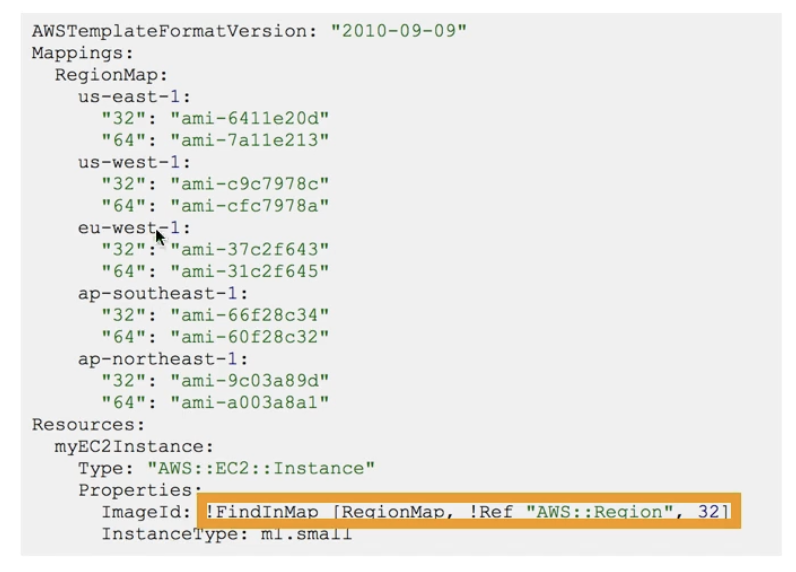 AWSTemplateFormatVersion: "2010-09-09"
Mappings:
  RegionMap:
    us-east-1:
      "32": "ami-6411e20d"
      "64": "ami-7a11e213"
    us-west-1:
      "32": "ami-c9c7978c"
      "64": "ami-cfc7978a"
    eu-west-1:
      "32": "ami-37c2f643"
      "64": "ami-31c2f645"
    ap-southeast-1:
      "32": "ami-66f28c34"
      "64": "ami-60f28c32"
    ap-northeast-1:
      "32": "ami-9c03a89d"
      "64": "ami-a003a8a1"
Resources:
  myEC2Instance:
    Type: "AWS::EC2::Instance"
    Properties:
      ImageId: !FindInMap [RegionMap, !Ref "AWS::Region", 32]
      InstanceType: m1.small